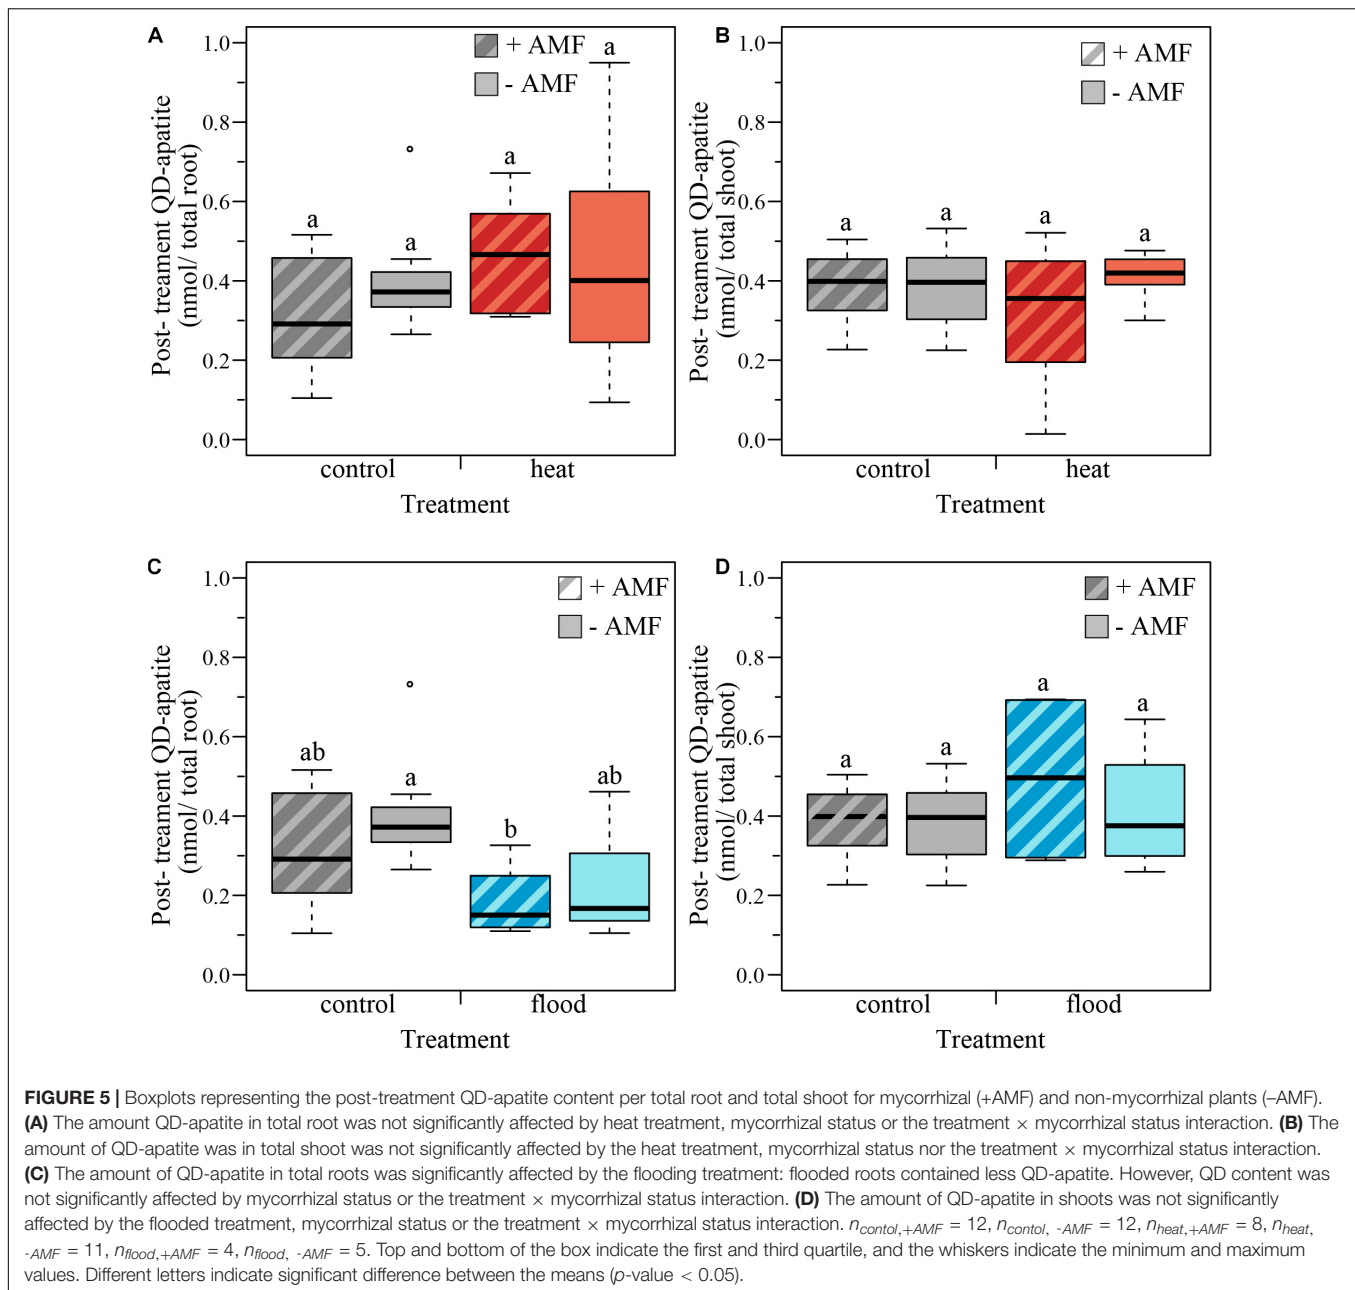 A
+ AMF
- AMF
Post- treament QD-apatite
(nmol/ total root)
1.0
0.8
0.6
0.4
0.2
0.0
a
a
a
a
control
heat
Treatment
B
+ AMF
- AMF
Post- treament QD-apatite
(nmol/ total shoot)
1.0
0.8
0.6
0.4
0.2
0.0
a
a
a
a
control
heat
Treatment
C
+ AMF
- AMF
Post- treament QD-apatite
(nmol/ total root)
1.0
0.8
0.6
0.4
0.2
0.0
ab
a
b
ab
control
flood
Treatment
D
+ AMF
- AMF
Post- treament QD-apatite
(nmol/ total shoot)
1.0
0.8
0.6
0.4
0.2
0.0
a
a
a
a
control
flood
Treatment
FIGURE 5 | Boxplots representing the post-treatment QD-apatite content per total root and total shoot for mycorrhizal (+AMF) and non-mycorrhizal plants (–AMF).
(A) The amount QD-apatite in total root was not significantly affected by heat treatment, mycorrhizal status or the treatment × mycorrhizal status interaction. (B) The
amount of QD-apatite was in total shoot was not significantly affected by the heat treatment, mycorrhizal status nor the treatment × mycorrhizal status interaction.
(C) The amount of QD-apatite in total roots was significantly affected by the flooding treatment: flooded roots contained less QD-apatite. However, QD content was
not significantly affected by mycorrhizal status or the treatment × mycorrhizal status interaction. (D) The amount of QD-apatite in shoots was not significantly
affected by the flooded treatment, mycorrhizal status or the treatment × mycorrhizal status interaction. ncontol,+AMF = 12, ncontol, -AMF = 12, nheat,+AMF = 8, nheat,
-AMF = 11, nflood,+AMF = 4, nflood, -AMF = 5. Top and bottom of the box indicate the first and third quartile, and the whiskers indicate the minimum and maximum
values. Different letters indicate significant difference between the means (p-value < 0.05).